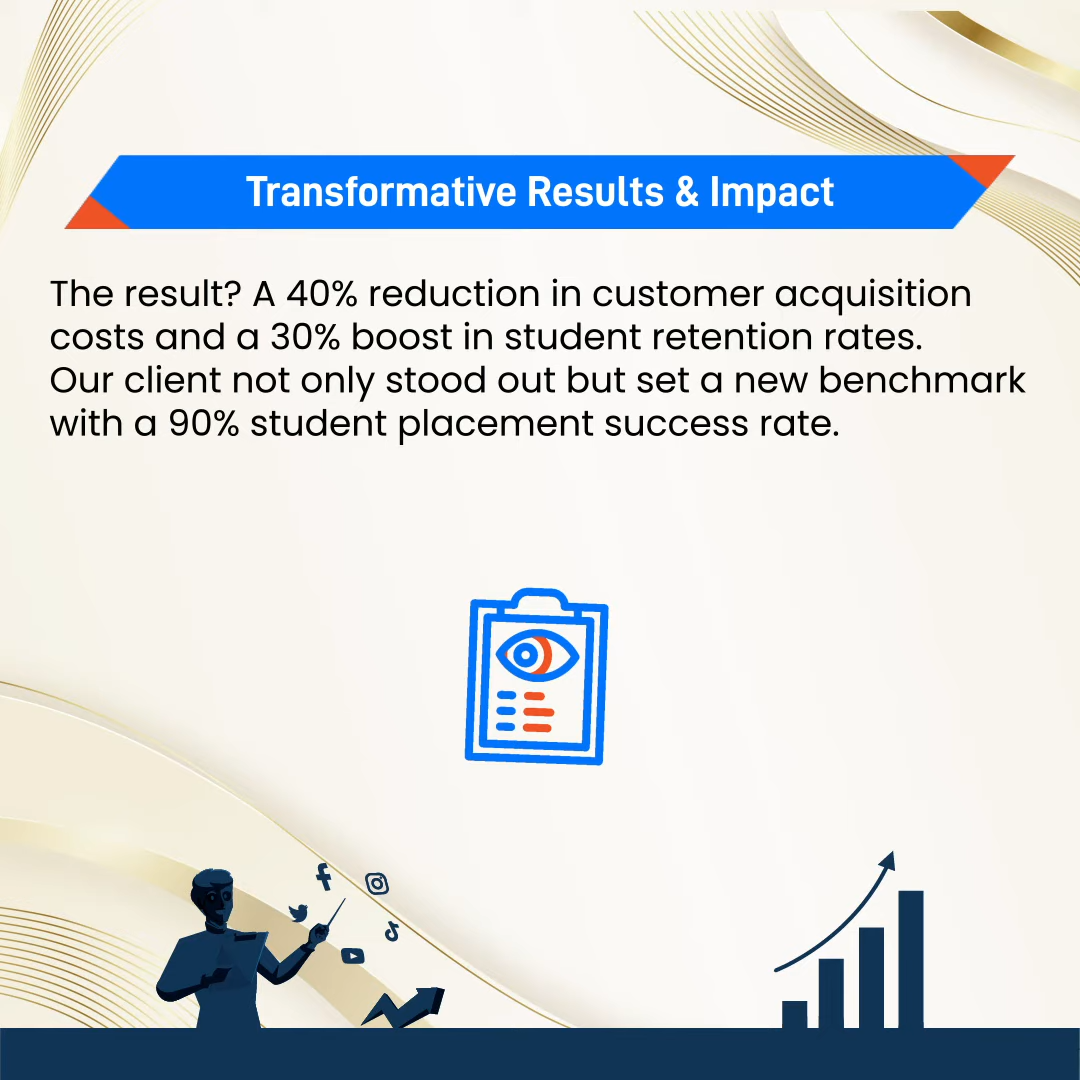 Transformative Results & Impact
The result? A 40% reduction in customer acquisition
costs and a 30% boost in student retention rates.
Our client not only stood out but set a new benchmark
with a 90% student placement success rate.